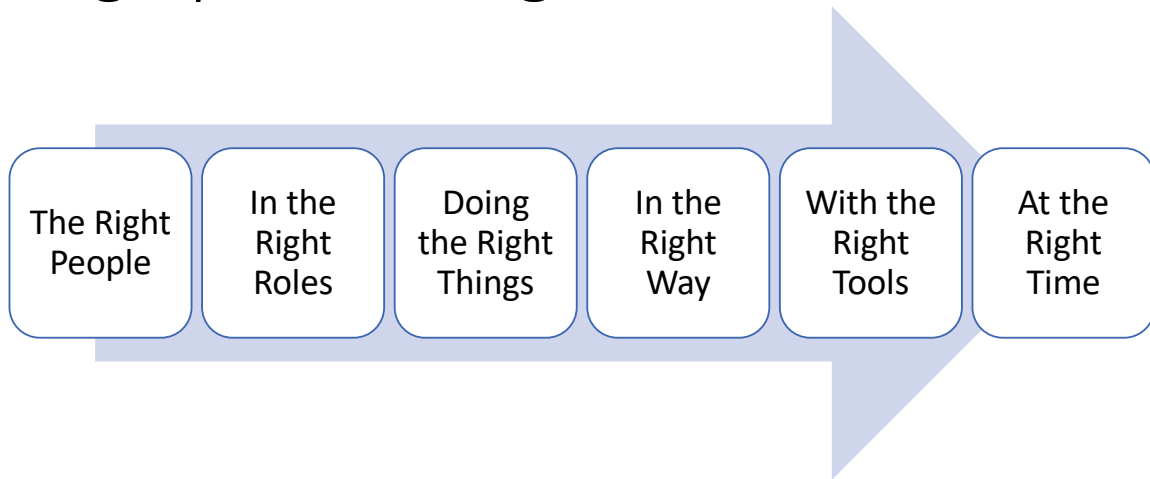 The Right
People
In the
Right
Roles
Doing
the Right
Things
In the
Right
Way
With the
Right
Tools
At the
Right
Time